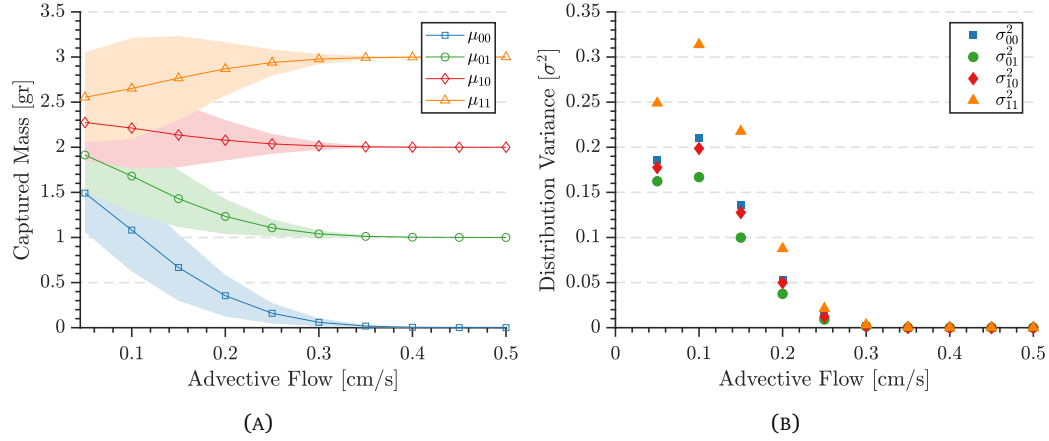 3.5
3
2.5
2
1.5
1
0.5
0
0.1 0.2 0.3 0.4 0.5
Captured Mass [gr]
Advective Flow [cm/s]
μ00
μ01
μ10
μ11
(A)
0.35
0.3
0.25
0.2
0.15
0.1
0.05
0
0 0.1 0.2 0.3 0.4 0.5
Distribution Variance [σ²]
Advective Flow [cm/s]
σ²00
σ²01
σ²10
σ²11
(B)